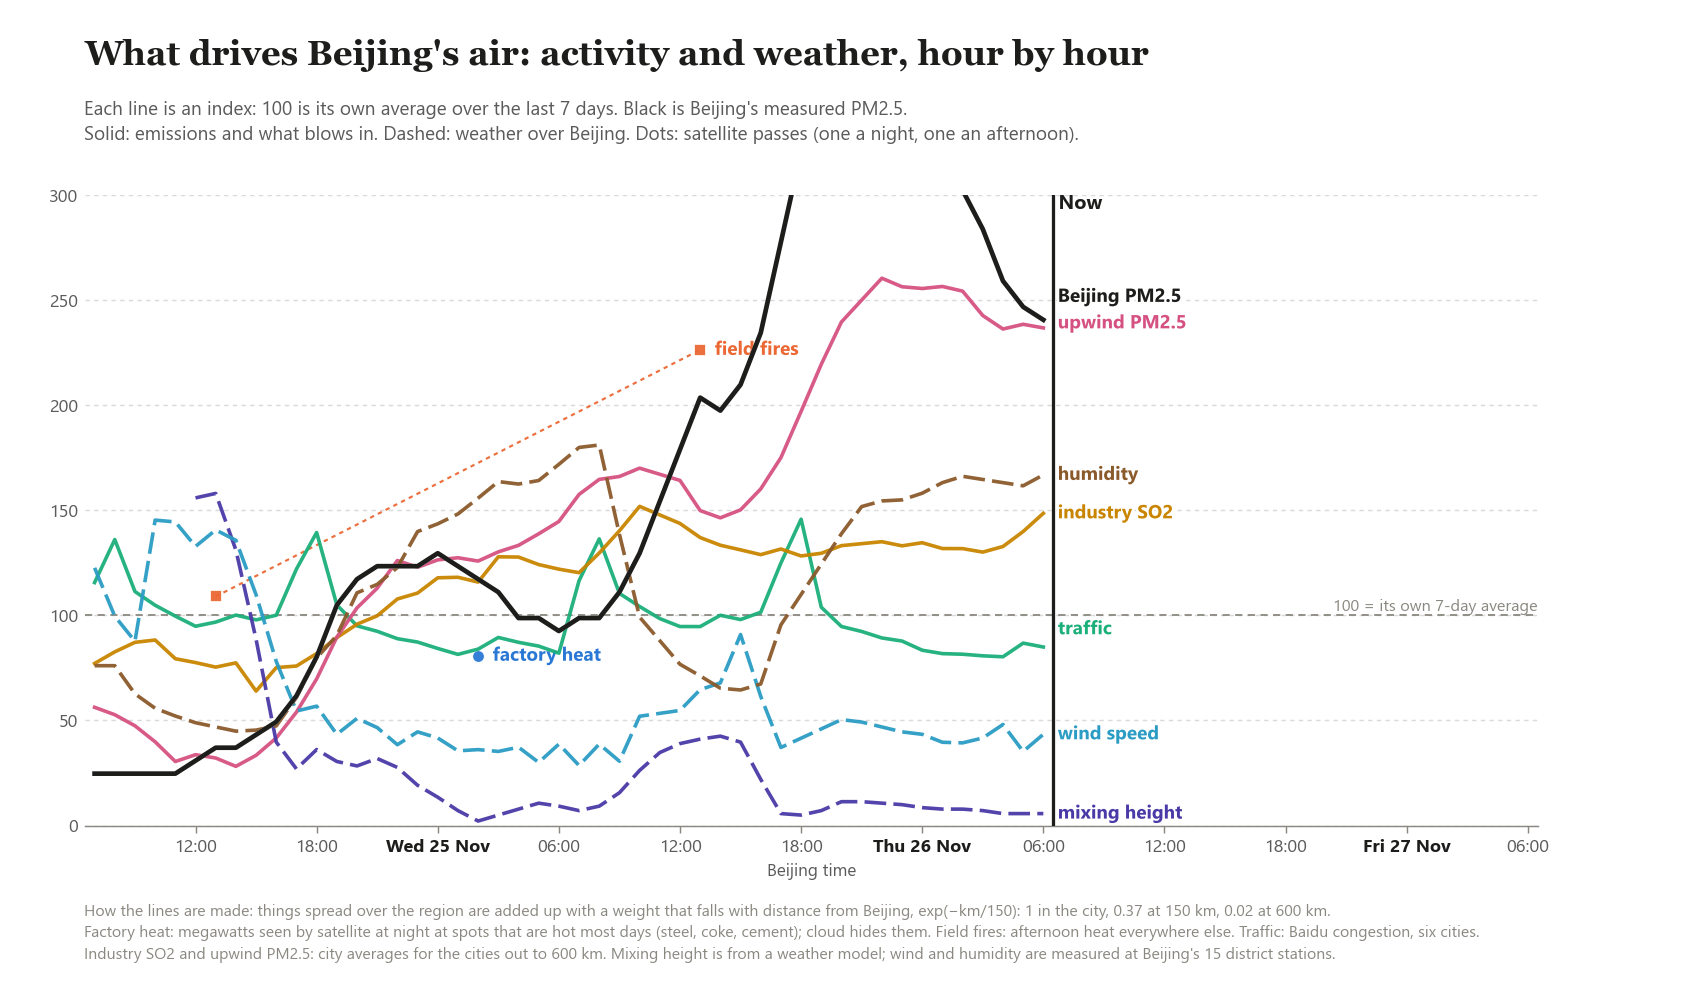 What drives Beijing's air: activity and weather, hour by hour
Each line is an index: 100 is its own average over the last 7 days. Black is Beijing's measured PM2.5.
Solid: emissions and what blows in. Dashed: weather over Beijing. Dots: satellite passes (one a night, one an afternoon).
300
250
200
150
100
50
0
Now
Beijing PM2.5
upwind PM2.5
field fires
humidity
industry SO2
100 = its own 7-day average
traffic
factory heat
wind speed
mixing height
12:00 18:00 Wed 25 Nov 06:00 12:00 18:00 Thu 26 Nov 06:00 12:00 18:00 Fri 27 Nov 06:00
Beijing time
How the lines are made: things spread over the region are added up with a weight that falls with distance from Beijing, exp(−km/150): 1 in the city, 0.37 at 150 km, 0.02 at 600 km.
Factory heat: megawatts seen by satellite at night at spots that are hot most days (steel, coke, cement); cloud hides them. Field fires: afternoon heat everywhere else. Traffic: Baidu congestion, six cities.
Industry SO2 and upwind PM2.5: city averages for the cities out to 600 km. Mixing height is from a weather model; wind and humidity are measured at Beijing's 15 district stations.